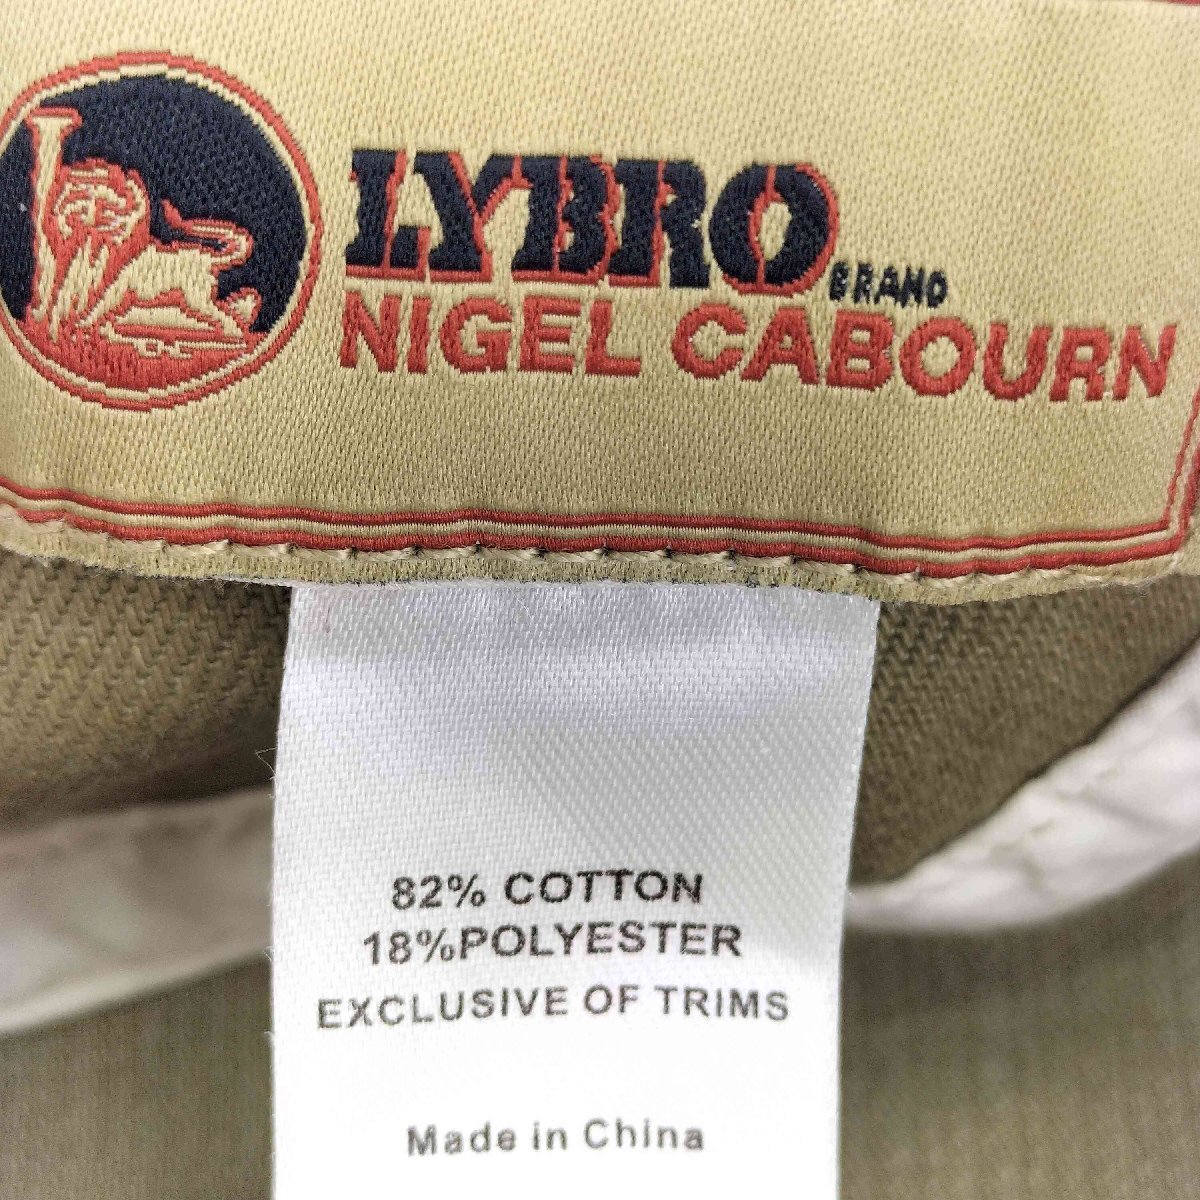 LYBRO
BRAND
NIGEL CABOURN
82% COTTON
18%POLYESTER
EXCLUSIVE OF TRIMS
Made in China